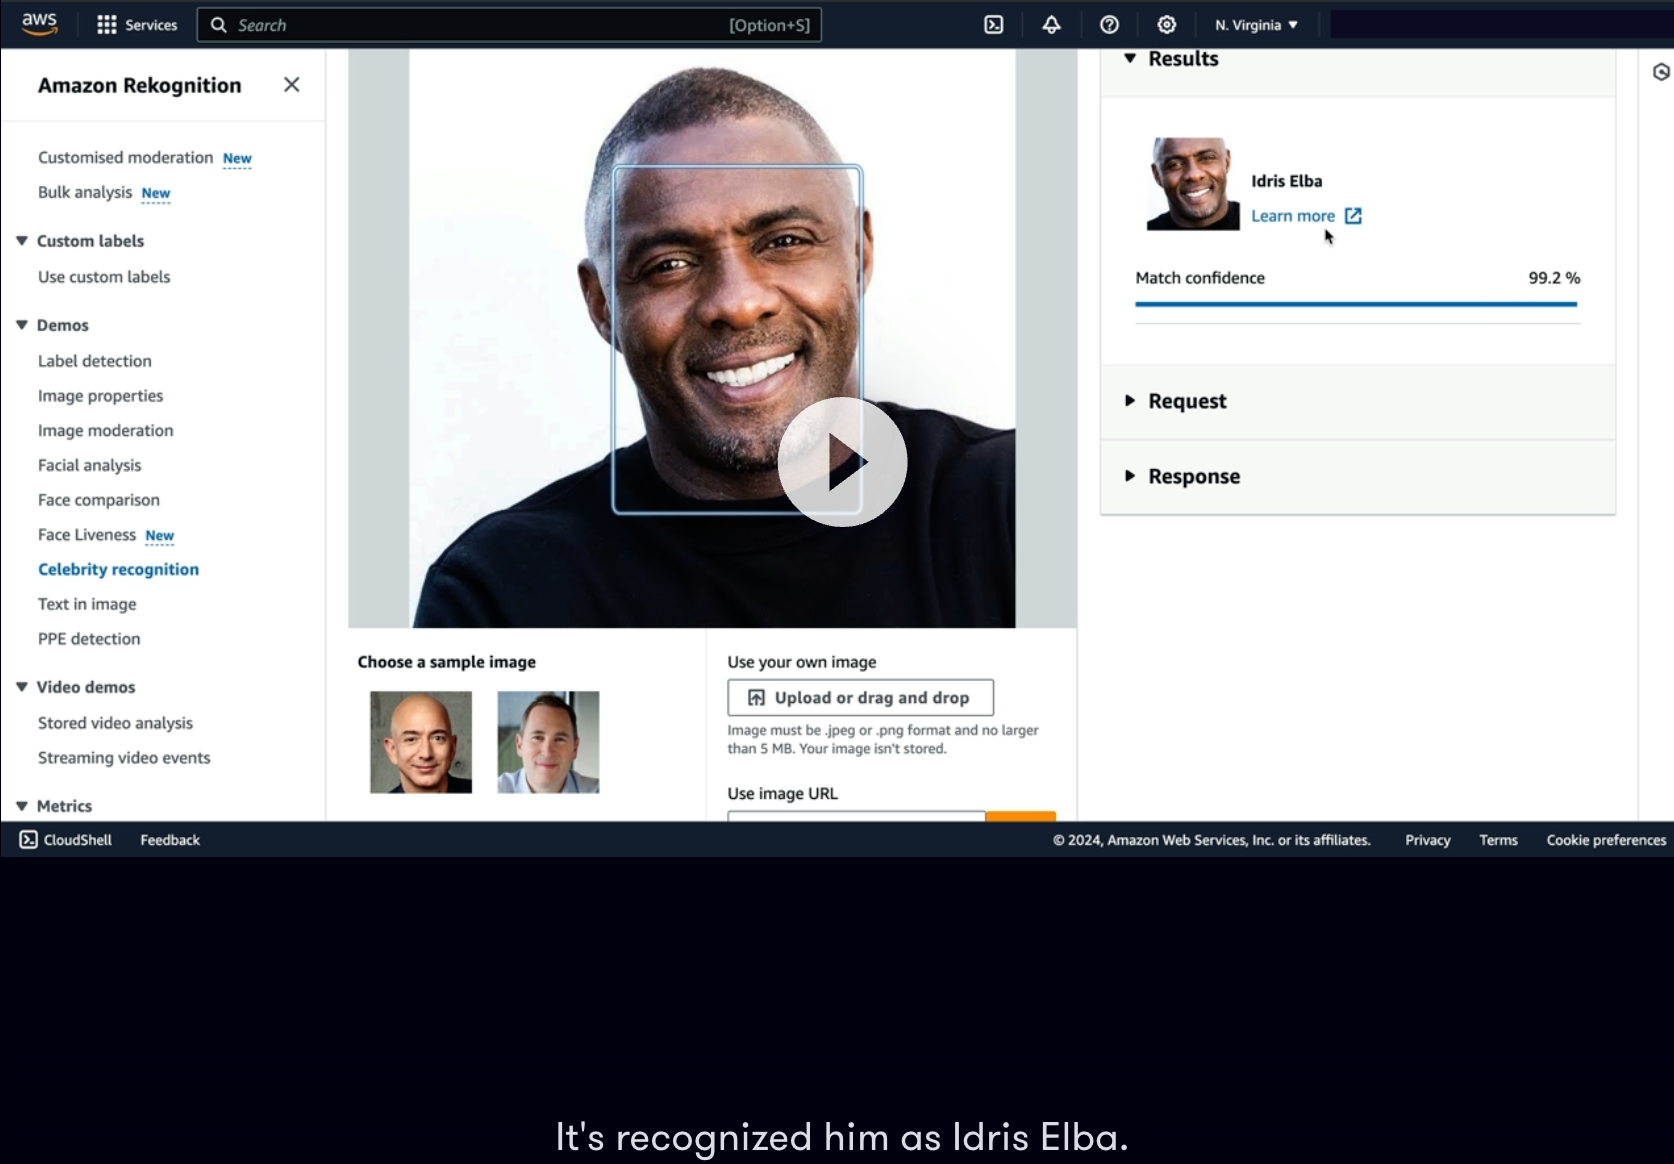 aws
Services
Search
[Option+S]
N. Virginia
Amazon Rekognition
Customised moderation New
Bulk analysis New
Custom labels
Use custom labels
Demos
Label detection
Image properties
Image moderation
Facial analysis
Face comparison
Face Liveness New
Celebrity recognition
Text in image
PPE detection
Video demos
Stored video analysis
Streaming video events
Metrics
Choose a sample image
Use your own image
Upload or drag and drop
Image must be .jpeg or .png format and no larger
than 5 MB. Your image isn't stored.
Use image URL
Results
Idris Elba
Learn more
Match confidence 99.2 %
Request
Response
CloudShell
Feedback
© 2024, Amazon Web Services, Inc. or its affiliates.
Privacy
Terms
Cookie preferences
It's recognized him as Idris Elba.